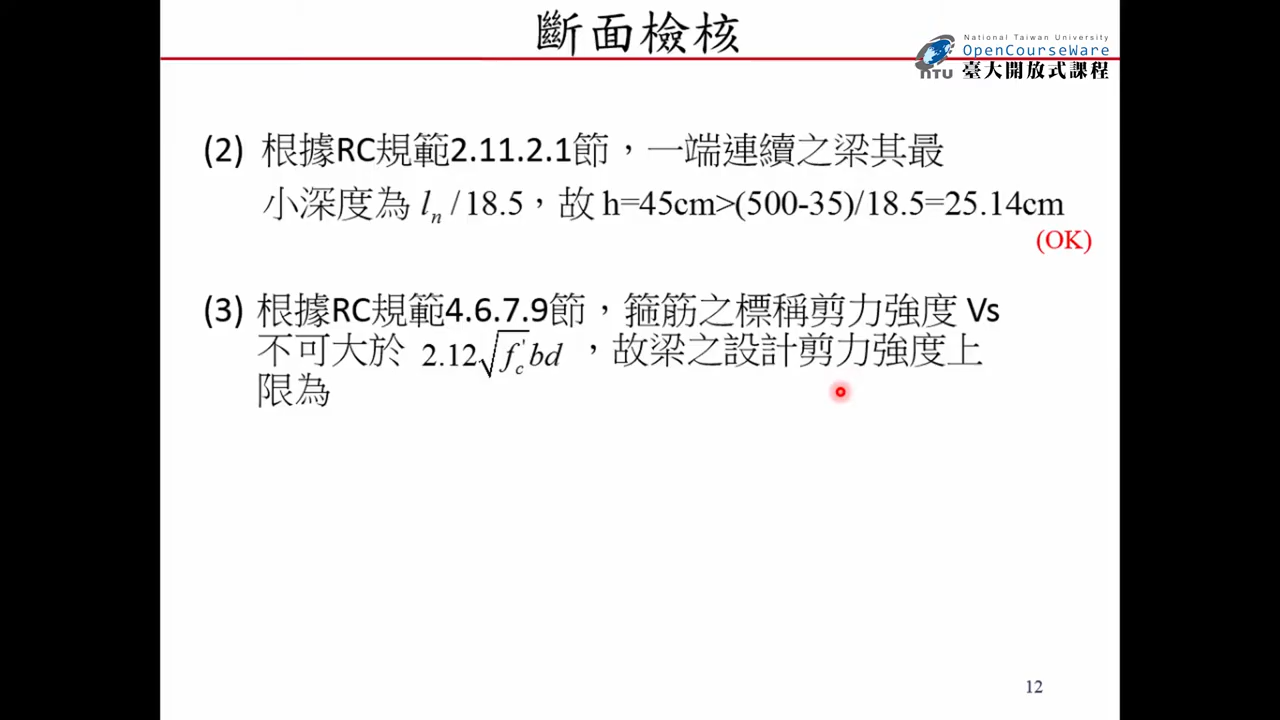 斷面檢核
National Taiwan University
OpenCourseWare
NTU 臺大開放式課程
(2) 根據RC規範2.11.2.1節，一端連續之梁其最
小深度為 lₙ /18.5，故 h=45cm>(500-35)/18.5=25.14cm
(OK)
(3) 根據RC規範4.6.7.9節，箍筋之標稱剪力強度 Vs
不可大於 2.12√f'c bd ，故梁之設計剪力強度上
限為
12